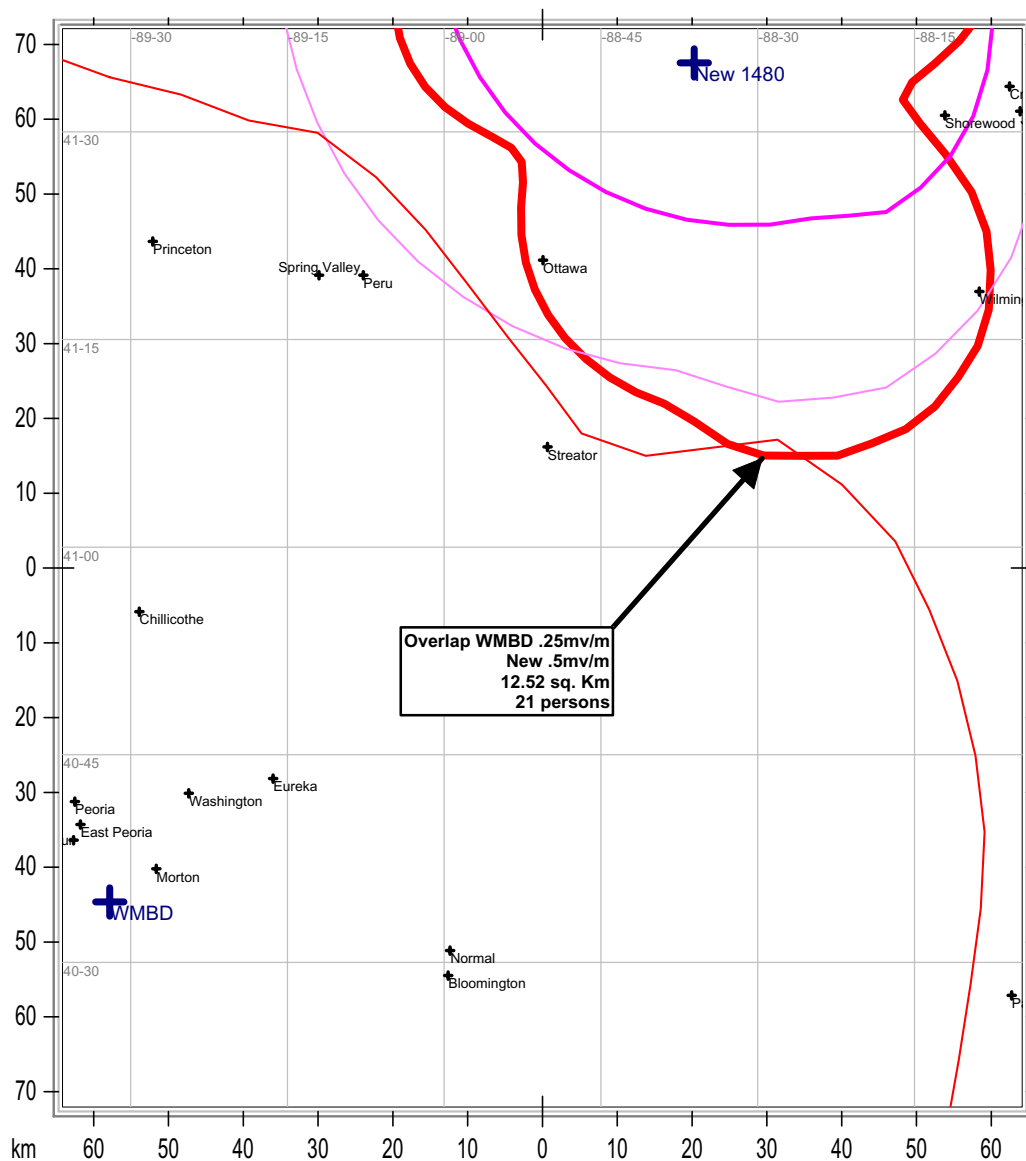 70
-89-30
-89-15
-89-00
-88-45
-88-30
-88-15
New 1480
60
Shorewood
41-30
50
Princeton
40
Spring Valley
Peru
Ottawa
30
41-15
20
Streator
10
0
41-00
Chillicothe
10
Overlap WMBD .25mv/m
New .5mv/m
12.52 sq. Km
21 persons
20
40-45
30
Peoria
Washington
Eureka
East Peoria
40
Morton
WMBD
50
Normal
40-30
Bloomington
60
70
km 60 50 40 30 20 10 0 10 20 30 40 50 60